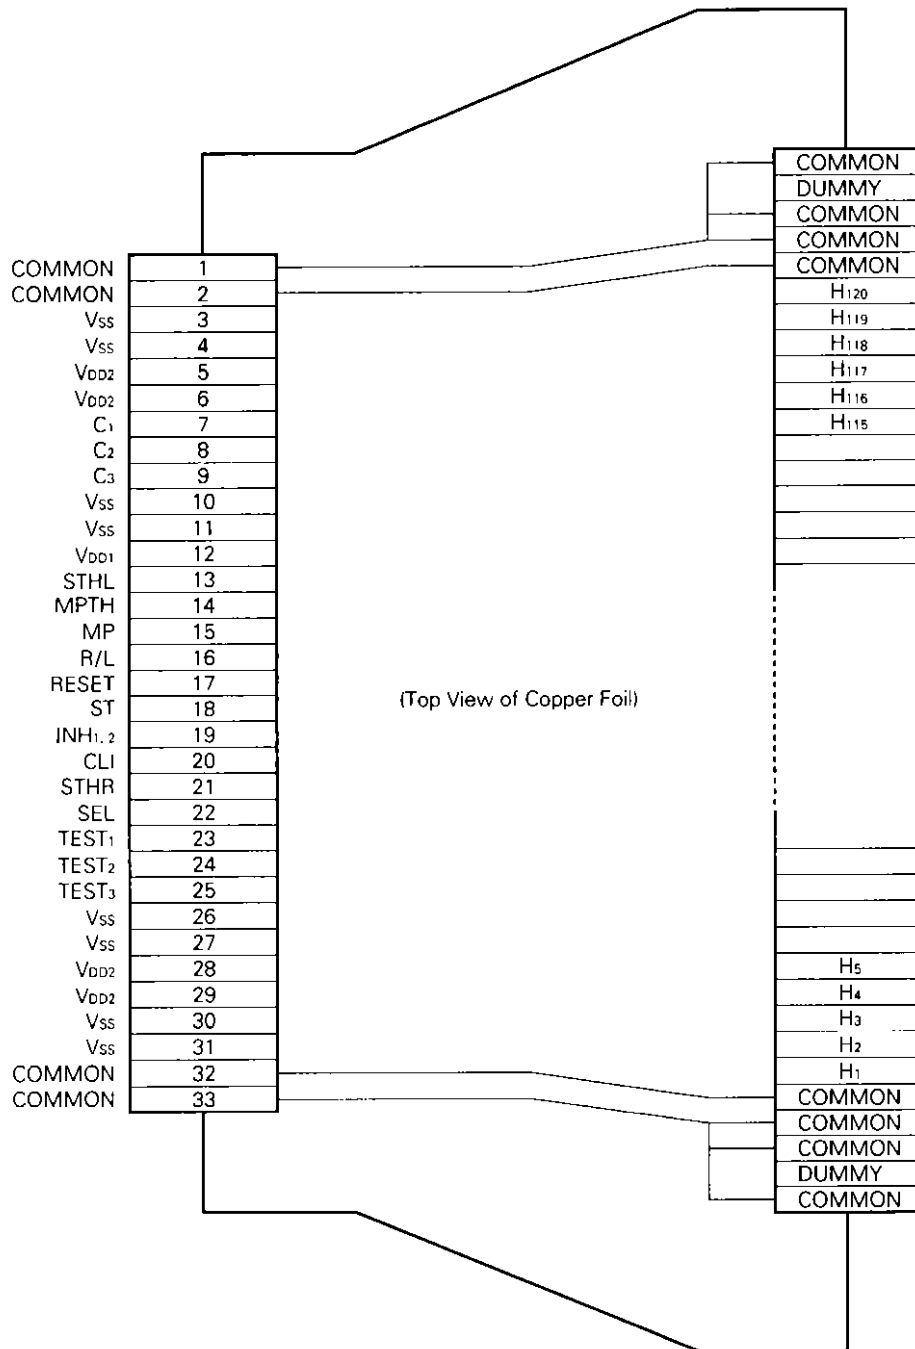 COMMON
DUMMY
COMMON
COMMON
COMMON
H120
H119
H118
H117
H116
H115
COMMON 1
COMMON 2
VSS 3
VSS 4
VDD2 5
VDD2 6
C1 7
C2 8
C3 9
VSS 10
VSS 11
VDD1 12
STHL 13
MPTH 14
MP 15
R/L 16
RESET 17
ST 18
INH1, 2 19
CLI 20
STHR 21
SEL 22
TEST1 23
TEST2 24
TEST3 25
VSS 26
VSS 27
VDD2 28
VDD2 29
VSS 30
VSS 31
COMMON 32
COMMON 33
(Top View of Copper Foil)
H5
H4
H3
H2
H1
COMMON
COMMON
COMMON
DUMMY
COMMON